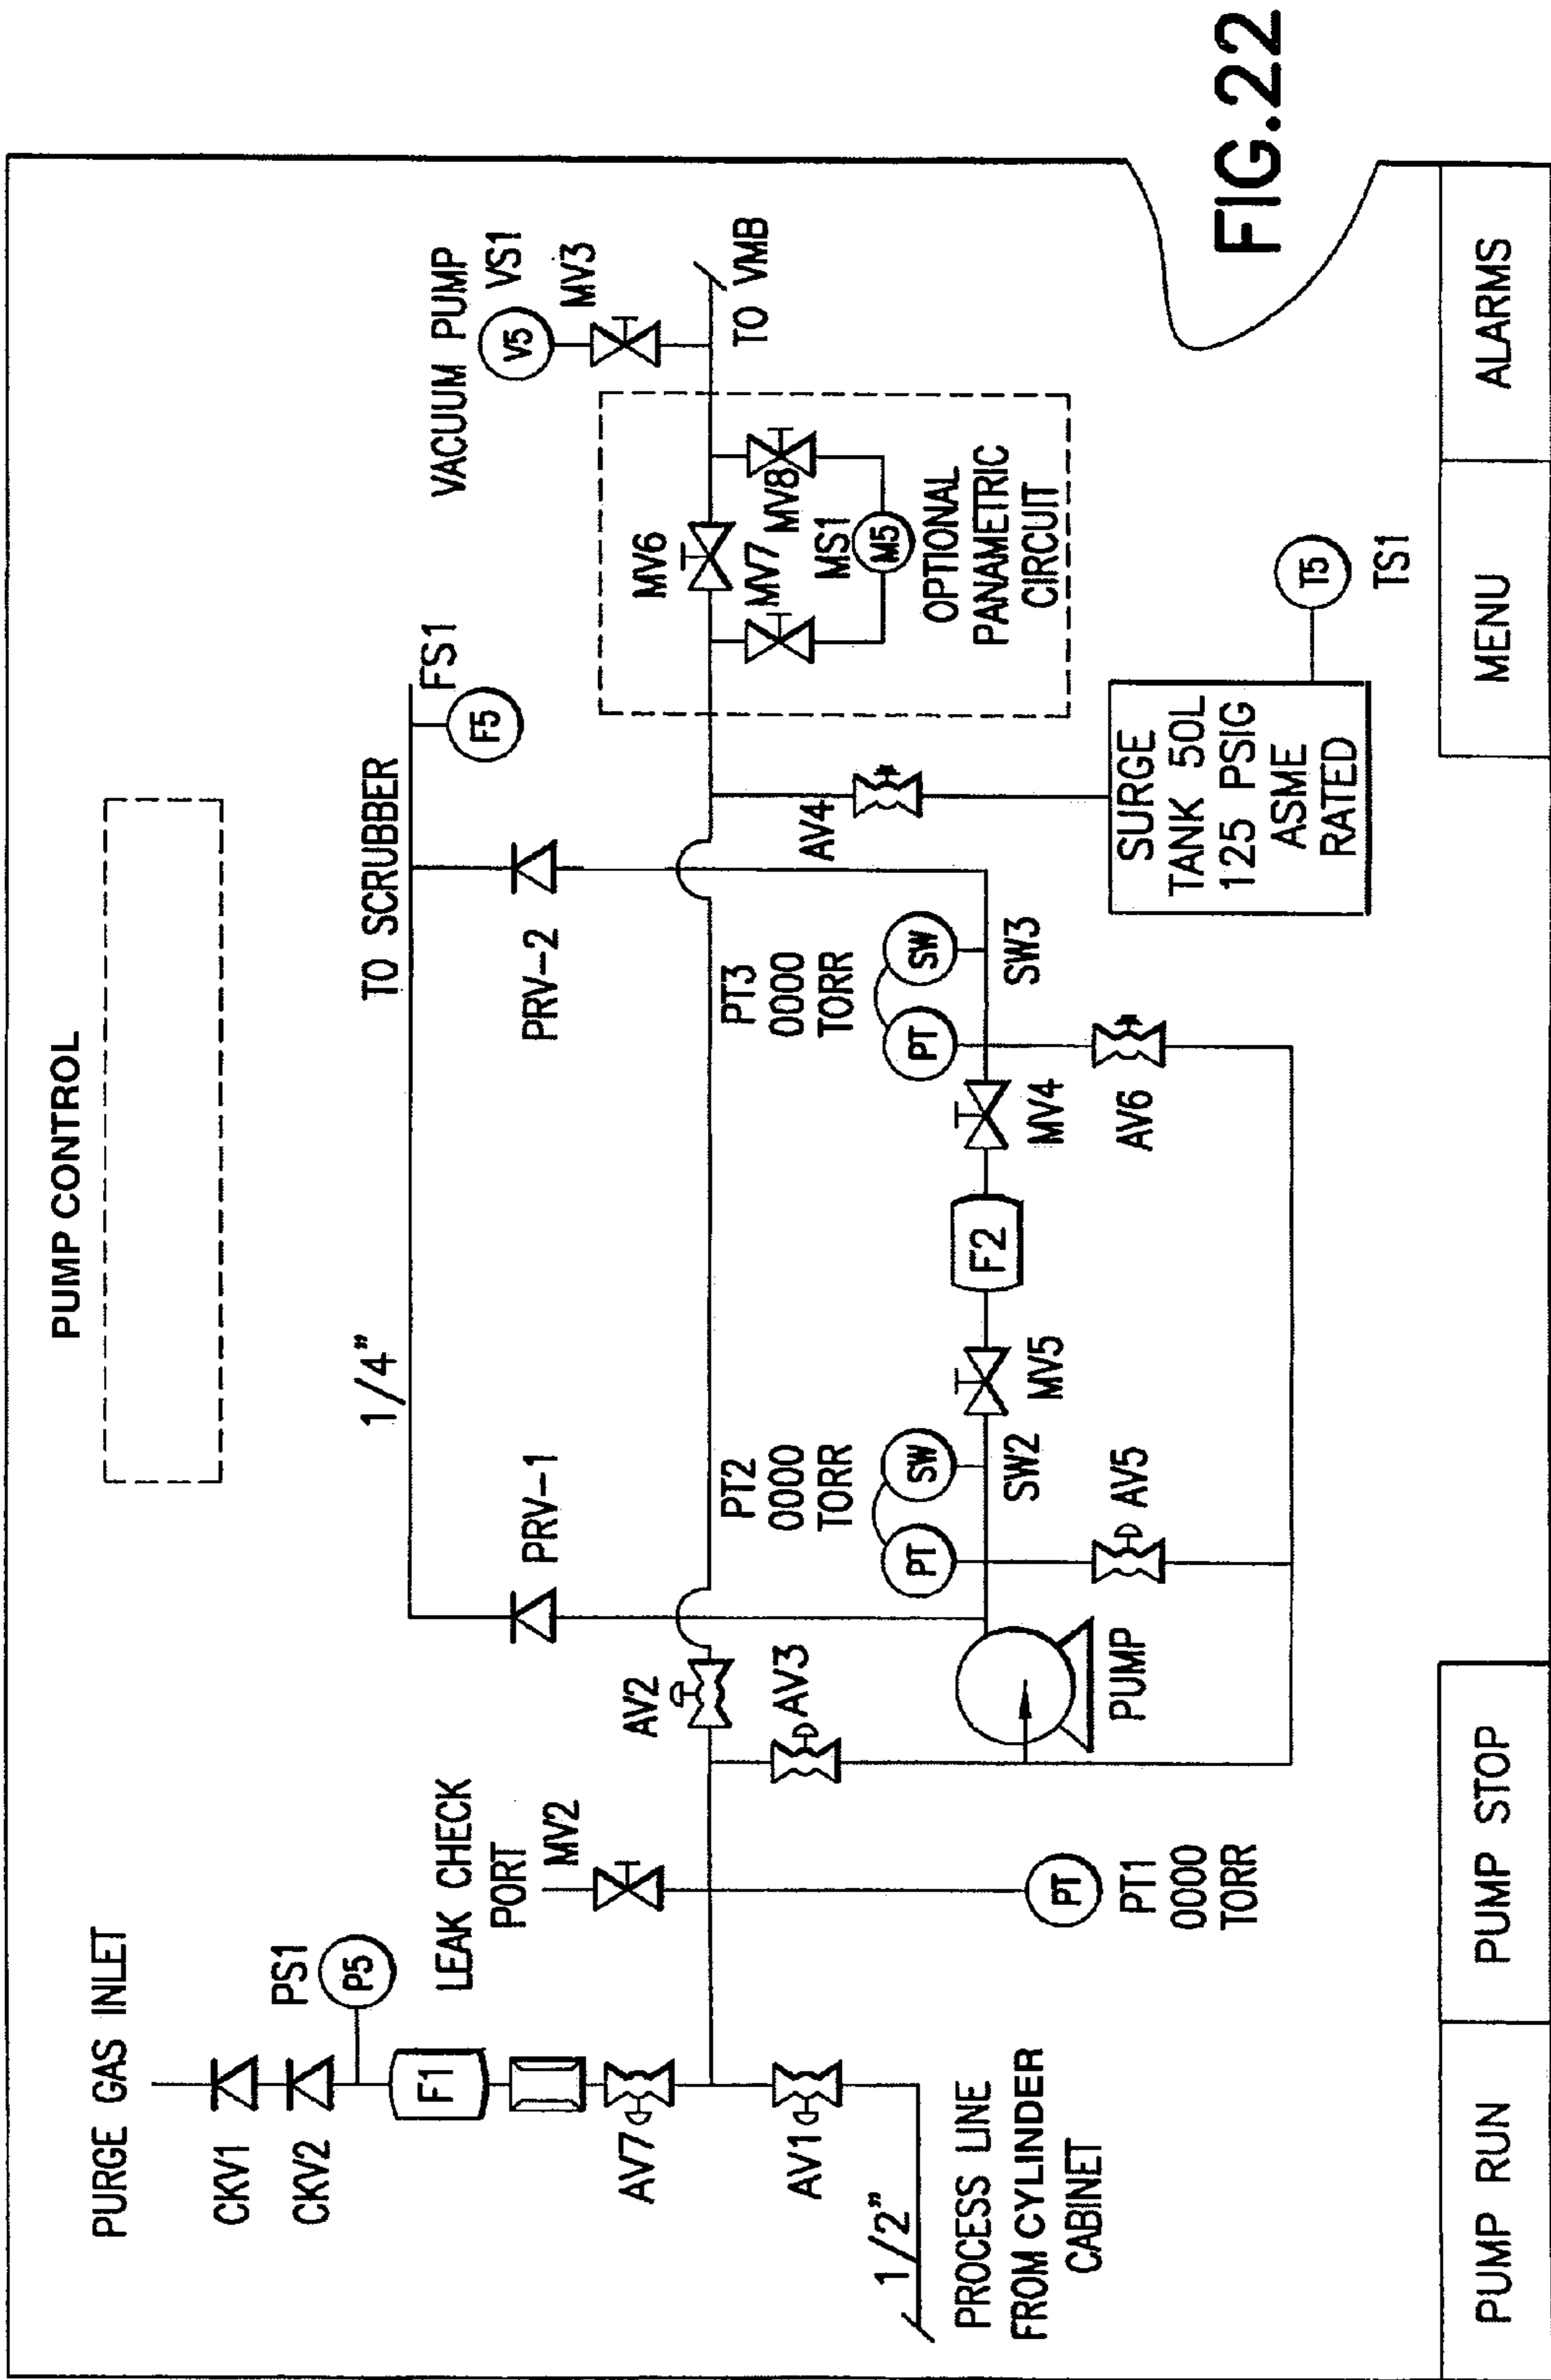 PUMP CONTROL
PURGE GAS INLET
CKV1
CKV2
PS1
P5
F1
AV7
AV1
1/2"
PROCESS LINE
FROM CYLINDER
CABINET
LEAK CHECK
PORT
MV2
PT
PT1
0000
TORR
AV2
AV3
PUMP
1/4"
PRV-1
PT2
0000
TORR
PT
SW
SW2
AV5
MV5
F2
MV4
TO SCRUBBER
PRV-2
PT3
0000
TORR
PT
SW
SW3
AV6
FS1
F5
AV4
SURGE
TANK 50L
125 PSIG
ASME
RATED
T5
TS1
VACUUM PUMP
VS1
V5
MV3
MV6
MV7
MV8
MS1
M5
OPTIONAL
PANAMETRIC
CIRCUIT
TO VMB
PUMP RUN
PUMP STOP
MENU
ALARMS
FIG.22